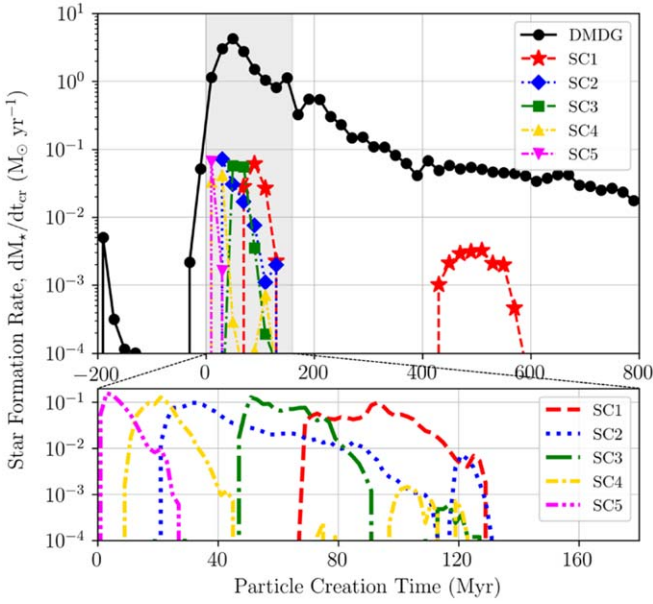 Star Formation Rate, dM⋆/dt_cr (M⊙ yr⁻¹)
10¹
10⁰
10⁻¹
10⁻²
10⁻³
10⁻⁴
DMDG
SC1
SC2
SC3
SC4
SC5
−200 0 200 400 600 800
10⁻¹
10⁻²
10⁻³
10⁻⁴
SC1
SC2
SC3
SC4
SC5
0 40 80 120 160
Particle Creation Time (Myr)